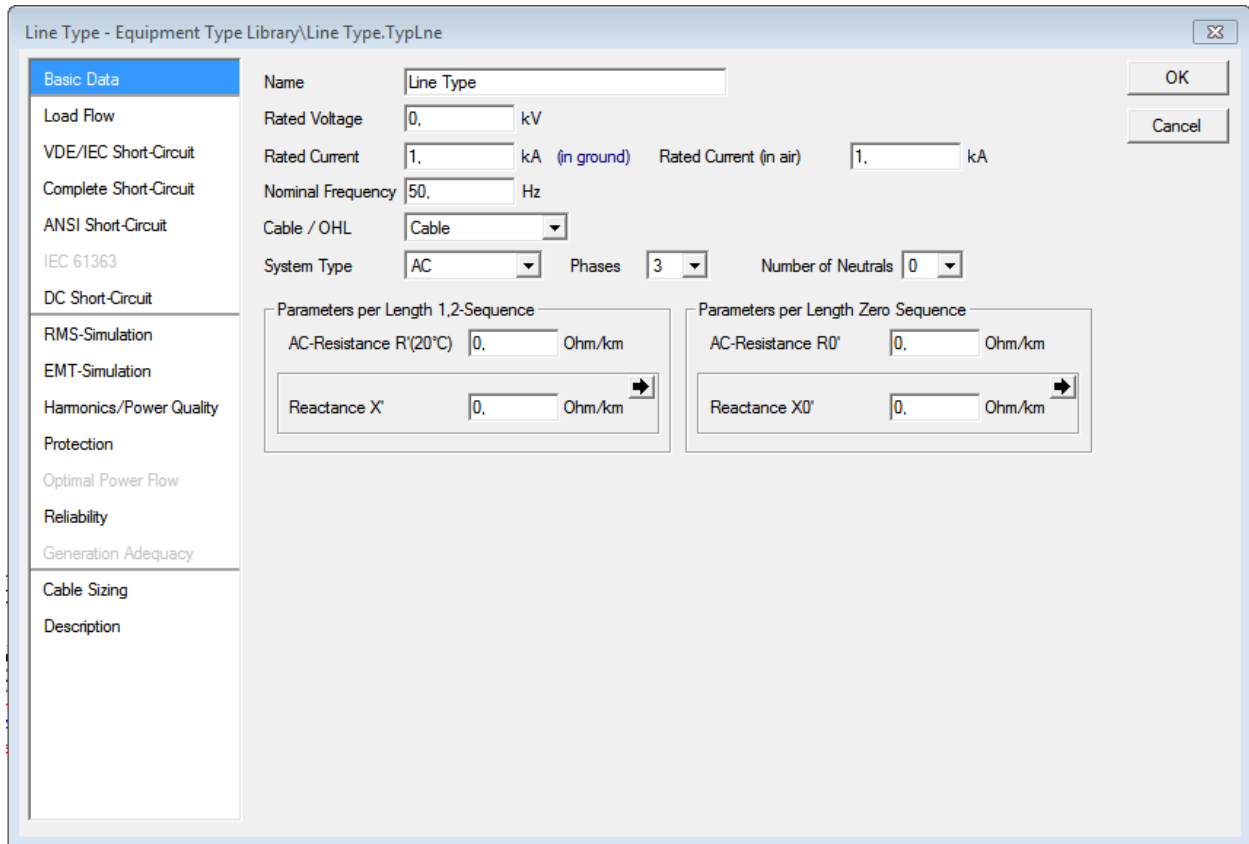 Line Type - Equipment Type Library\Line Type.TypLne
Basic Data
Load Flow
VDE/IEC Short-Circuit
Complete Short-Circuit
ANSI Short-Circuit
IEC 61363
DC Short-Circuit
RMS-Simulation
EMT-Simulation
Harmonics/Power Quality
Protection
Optimal Power Flow
Reliability
Generation Adequacy
Cable Sizing
Description
Name Line Type
Rated Voltage 0, kV
Rated Current 1, kA (in ground) Rated Current (in air) 1, kA
Nominal Frequency 50, Hz
Cable / OHL Cable
System Type AC Phases 3 Number of Neutrals 0
Parameters per Length 1,2-Sequence
AC-Resistance R'(20°C) 0, Ohm/km
Reactance X' 0, Ohm/km
Parameters per Length Zero Sequence
AC-Resistance R0' 0, Ohm/km
Reactance X0' 0, Ohm/km
OK
Cancel